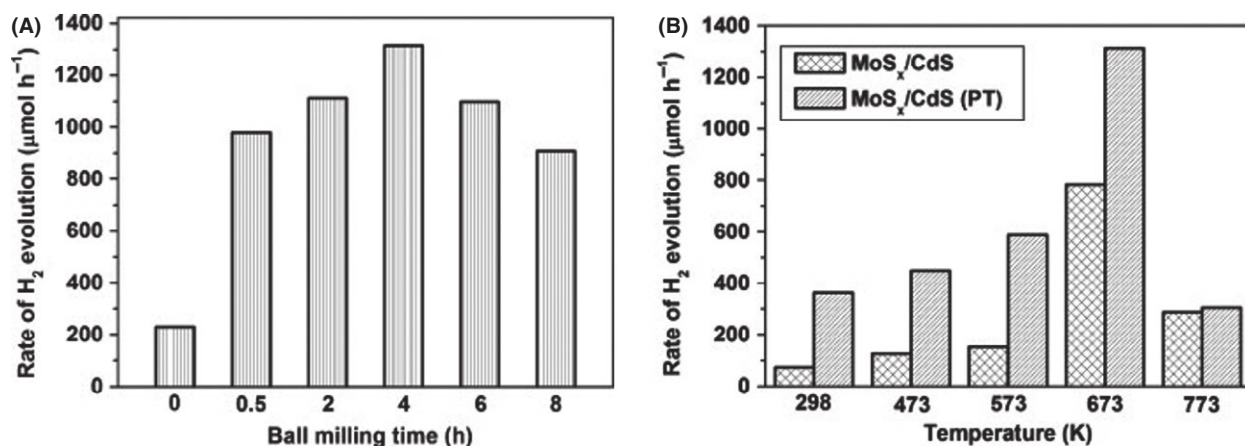 (A)
Rate of H₂ evolution (μmol h⁻¹)
1400
1200
1000
800
600
400
200
0
0 0.5 2 4 6 8
Ball milling time (h)
(B)
Rate of H₂ evolution (μmol h⁻¹)
1400
1200
1000
800
600
400
200
0
MoSₓ/CdS
MoSₓ/CdS (PT)
298 473 573 673 773
Temperature (K)